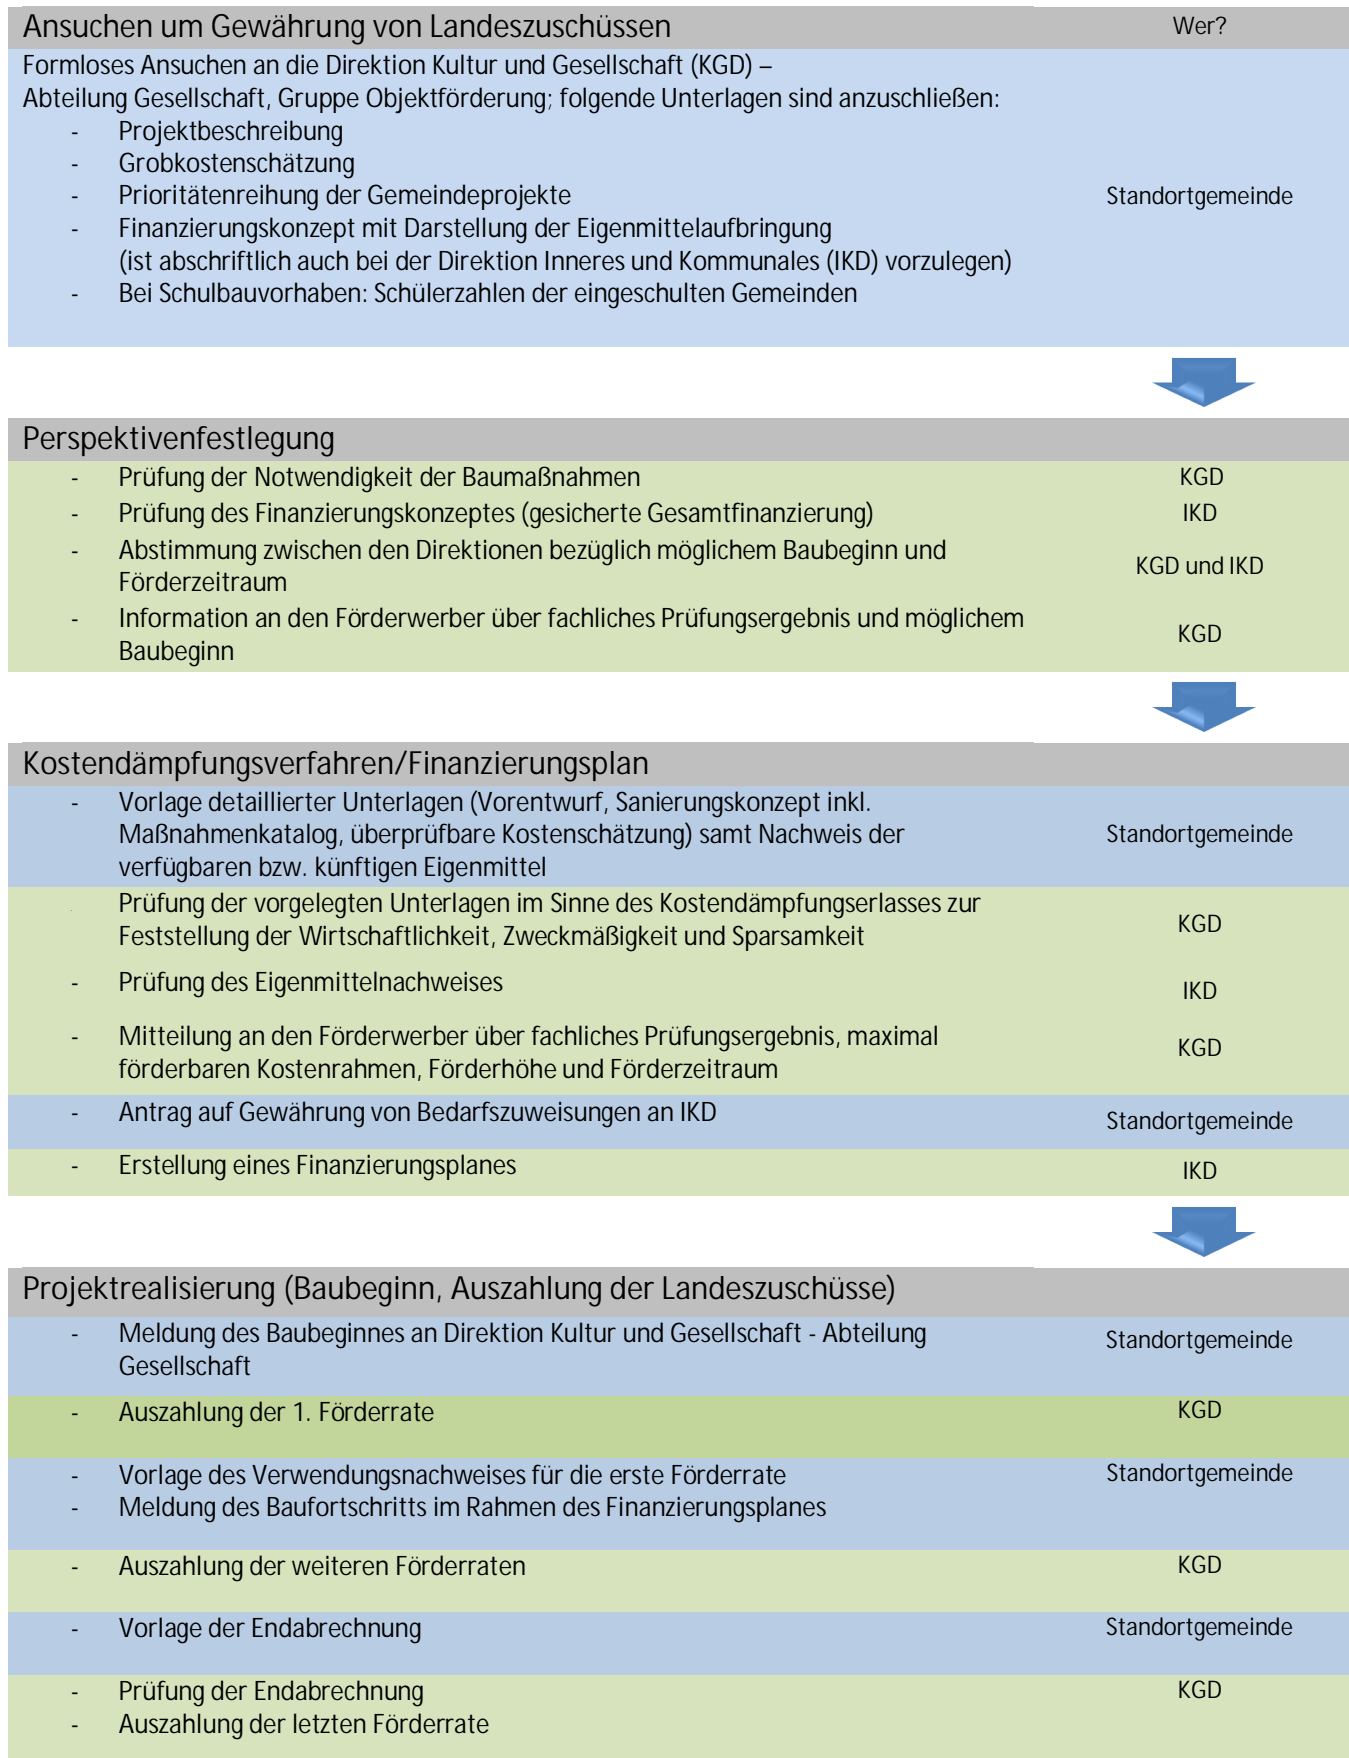 Ansuchen um Gewährung von Landeszuschüssen Wer?
Formloses Ansuchen an die Direktion Kultur und Gesellschaft (KGD) –
Abteilung Gesellschaft, Gruppe Objektförderung; folgende Unterlagen sind anzuschließen:
- Projektbeschreibung
- Grobkostenschätzung
- Prioritätenreihung der Gemeindeprojekte
Standortgemeinde
- Finanzierungskonzept mit Darstellung der Eigenmittelaufbringung
(ist abschriftlich auch bei der Direktion Inneres und Kommunales (IKD) vorzulegen)
- Bei Schulbauvorhaben: Schülerzahlen der eingeschulten Gemeinden
Perspektivenfestlegung
- Prüfung der Notwendigkeit der Baumaßnahmen KGD
- Prüfung des Finanzierungskonzeptes (gesicherte Gesamtfinanzierung) IKD
- Abstimmung zwischen den Direktionen bezüglich möglichem Baubeginn und
Förderzeitraum
KGD und IKD
- Information an den Förderwerber über fachliches Prüfungsergebnis und möglichem
Baubeginn
KGD
Kostendämpfungsverfahren/Finanzierungsplan
- Vorlage detaillierter Unterlagen (Vorentwurf, Sanierungskonzept inkl.
Maßnahmenkatalog, überprüfbare Kostenschätzung) samt Nachweis der
verfügbaren bzw. künftigen Eigenmittel
Standortgemeinde
- Prüfung der vorgelegten Unterlagen im Sinne des Kostendämpfungserlasses zur
Feststellung der Wirtschaftlichkeit, Zweckmäßigkeit und Sparsamkeit
KGD
- Prüfung des Eigenmittelnachweises
IKD
- Mitteilung an den Förderwerber über fachliches Prüfungsergebnis, maximal
förderbaren Kostenrahmen, Förderhöhe und Förderzeitraum
KGD
- Antrag auf Gewährung von Bedarfszuweisungen an IKD
Standortgemeinde
- Erstellung eines Finanzierungsplanes
IKD
Projektrealisierung (Baubeginn, Auszahlung der Landeszuschüsse)
- Meldung des Baubeginnes an Direktion Kultur und Gesellschaft - Abteilung
Gesellschaft
Standortgemeinde
- Auszahlung der 1. Förderrate KGD
- Vorlage des Verwendungsnachweises für die erste Förderrate Standortgemeinde
- Meldung des Baufortschritts im Rahmen des Finanzierungsplanes
- Auszahlung der weiteren Förderraten KGD
- Vorlage der Endabrechnung Standortgemeinde
- Prüfung der Endabrechnung KGD
- Auszahlung der letzten Förderrate